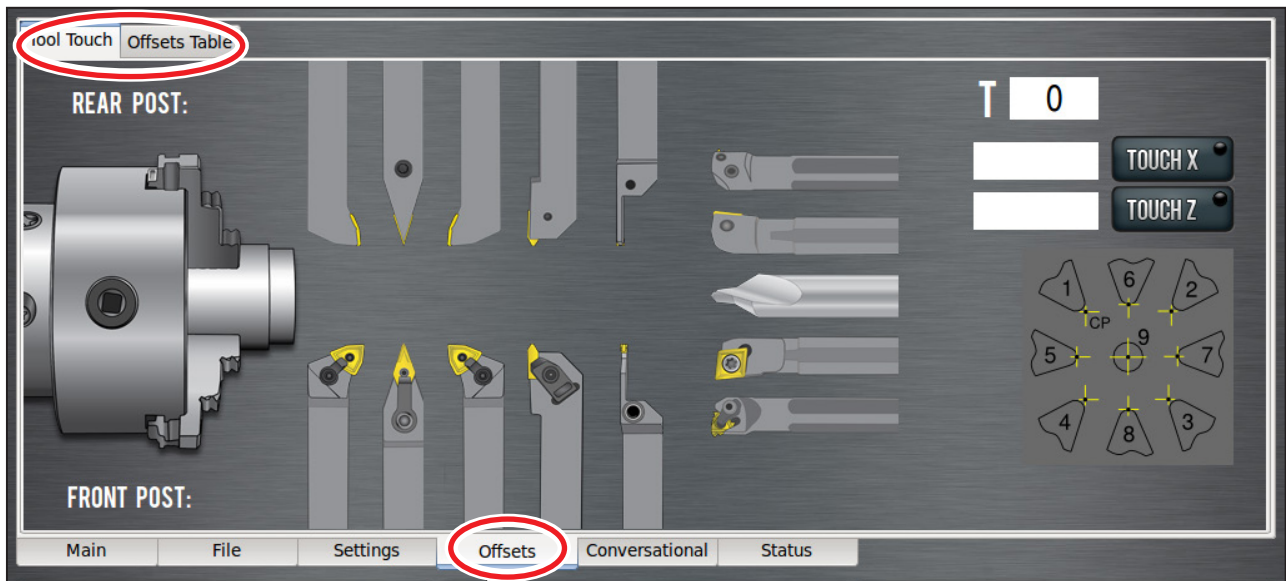 Tool Touch Offsets Table
REAR POST:
T 0
TOUCH X
TOUCH Z
1 6 2
CP
5 9 7
4 8 3
FRONT POST:
Main File Settings Offsets Conversational Status